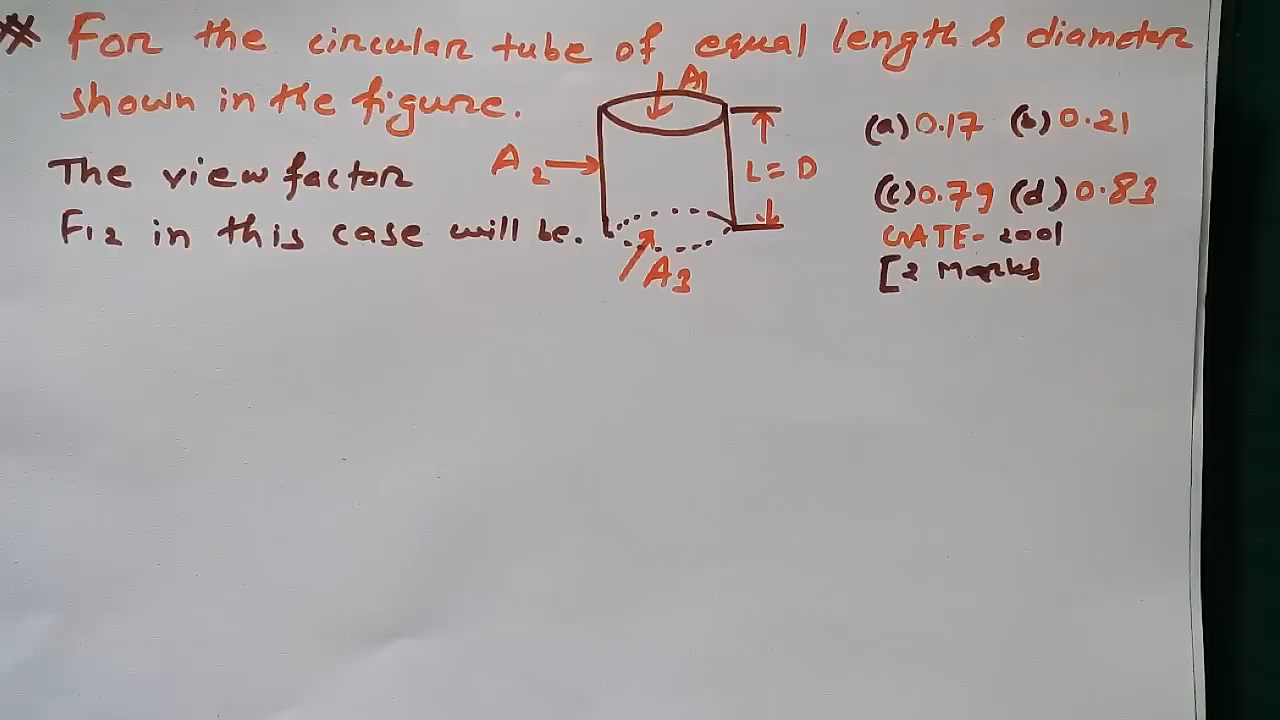 ** For the circular tube of equal length & diameter
shown in the figure.
The view factor
F12 in this case will be.
A1
A2
L = D
A3
(a) 0.17 (b) 0.21
(c) 0.79 (d) 0.83
GATE- 2001
[2 Marks